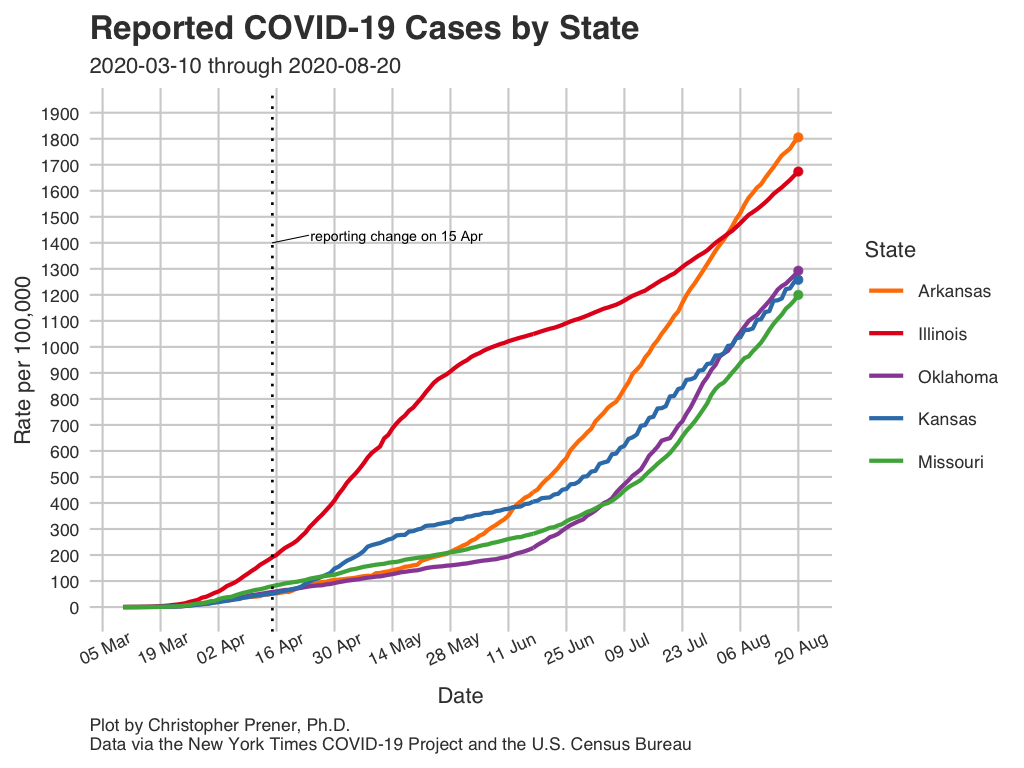 Reported COVID-19 Cases by State
2020-03-10 through 2020-08-20
1900
1800
1700
1600
1500
1400
1300
1200
1100
1000
900
800
700
600
500
400
300
200
100
0
Rate per 100,000
reporting change on 15 Apr
State
Arkansas
Illinois
Oklahoma
Kansas
Missouri
05 Mar
19 Mar
02 Apr
16 Apr
30 Apr
14 May
28 May
11 Jun
25 Jun
09 Jul
23 Jul
06 Aug
20 Aug
Date
Plot by Christopher Prener, Ph.D.
Data via the New York Times COVID-19 Project and the U.S. Census Bureau